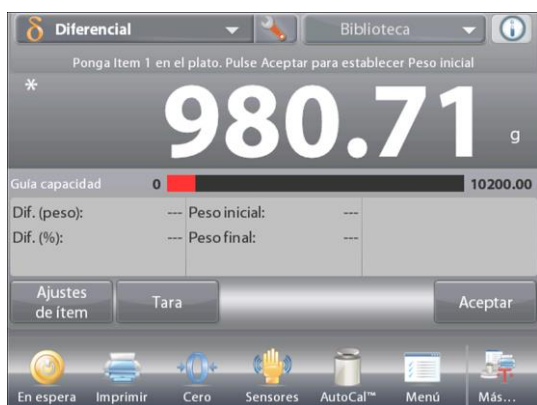 δ Diferencial Biblioteca
Ponga Item 1 en el plato. Pulse Aceptar para establecer Peso inicial
*
980.71 g
Guía capacidad 0 10200.00
Dif. (peso): --- Peso inicial: ---
Dif. (%): --- Peso final: ---
Ajustes
de ítem
Tara
Aceptar
En espera Imprimir Cero Sensores AutoCal™ Menú Más...